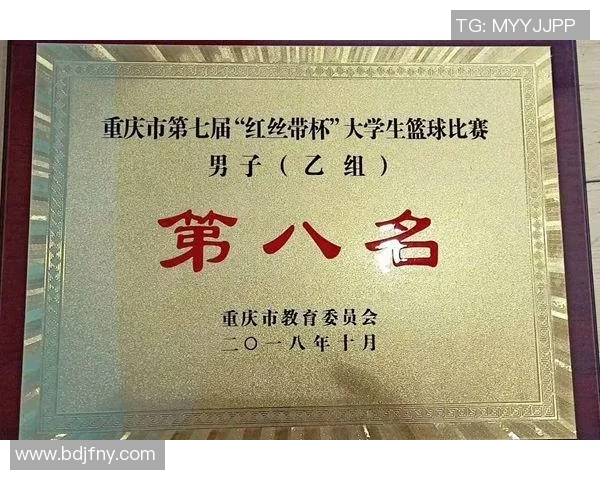 TG: MYYJJPP
重庆市第七届“红丝带杯”大学生篮球比赛
男子（乙组）
第八名
重庆市教育委员会
二〇一八年十月
www.bdjfny.com